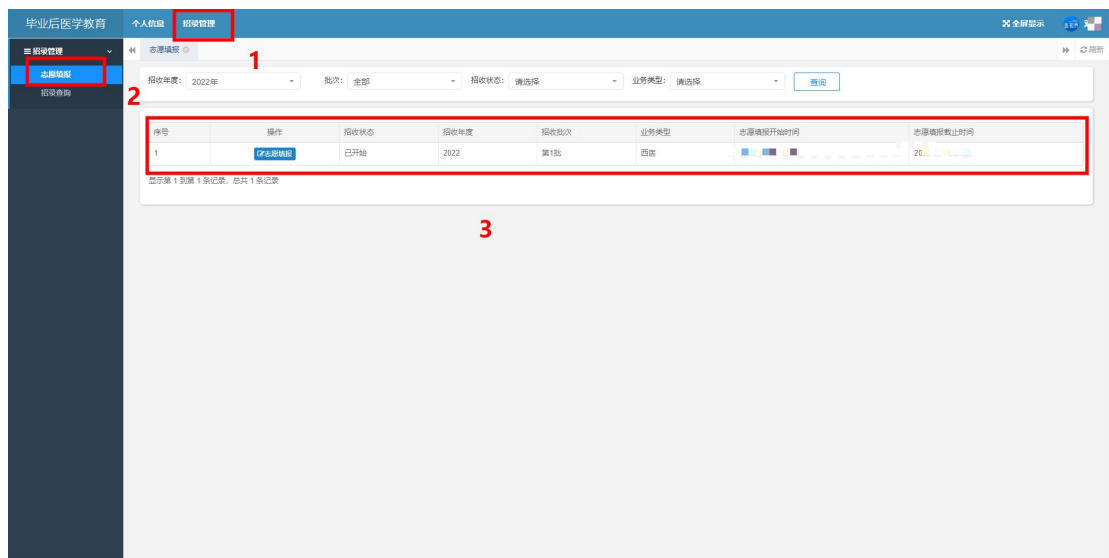 毕业后医学教育 个人信息 招录管理 全屏显示
招录管理 志愿填报 刷新
1
志愿填报
招录查询
2
招收年度: 2022年 批次: 全部 招收状态: 请选择 业务类型: 请选择 查询
序号 操作 招收状态 招收年度 招收批次 业务类型 志愿填报开始时间 志愿填报截止时间
1 志愿填报 已开始 2022 第1批 西医 20
显示第 1 到第 1 条记录，总共 1 条记录
3